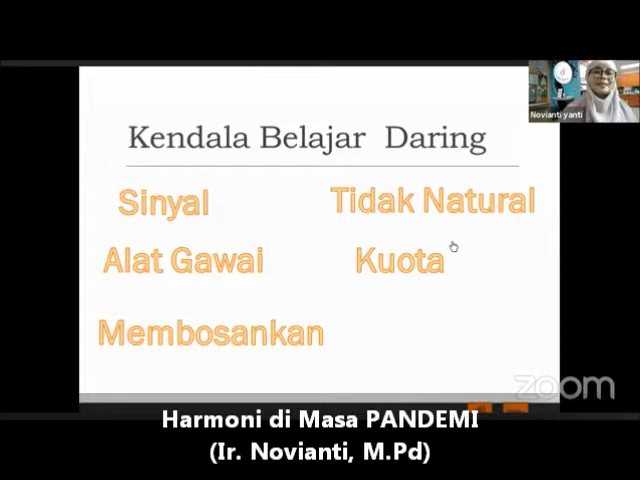 Novianti yanti
Kendala Belajar Daring
Sinyal
Tidak Natural
Alat Gawai
Kuota
Membosankan
zoom
Harmoni di Masa PANDEMI
(Ir. Novianti, M.Pd)